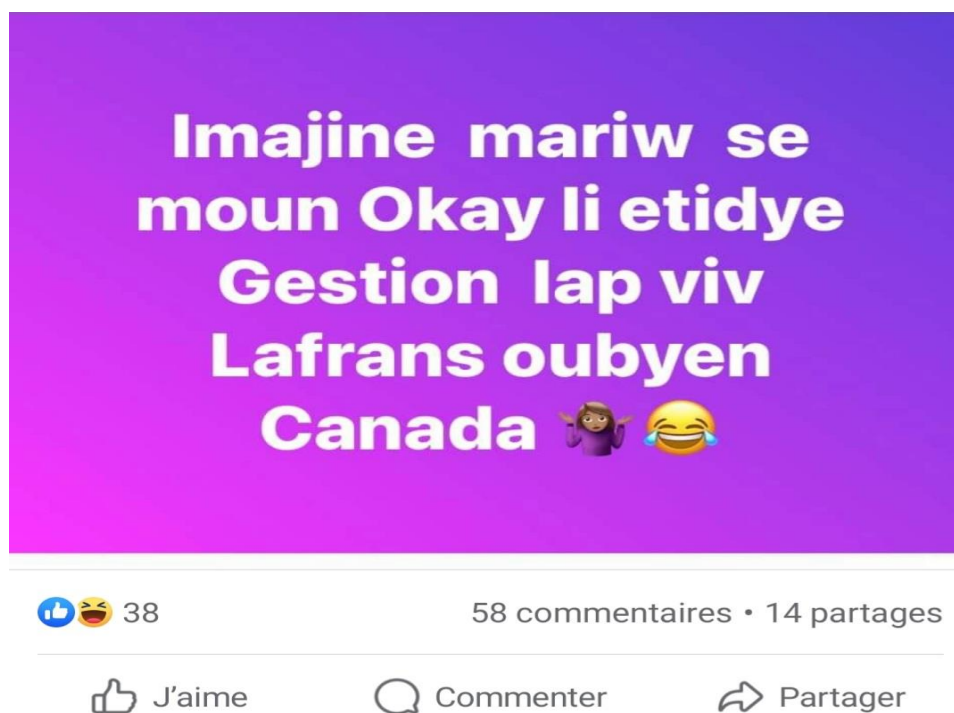 Imajine mariw se
moun Okay li etidye
Gestion lap viv
Lafrans oubyen
Canada 🤷🏽‍♀️😂
38
58 commentaires • 14 partages
J'aime
Commenter
Partager